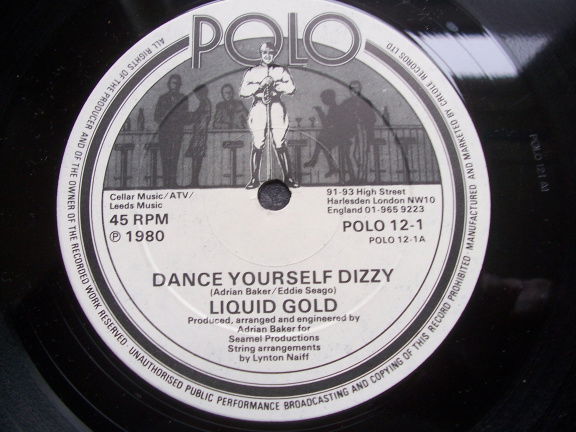 POLO
ALL RIGHTS OF THE PRODUCER AND OF THE OWNER OF THE RECORDED WORK RESERVED · UNAUTHORISED PUBLIC PERFORMANCE BROADCASTING AND COPYING OF THIS RECORD PROHIBITED · MANUFACTURED AND MARKETED BY CREOLE RECORDS LTD
Cellar Music/ATV/
Leeds Music
45 RPM
℗ 1980
91-93 High Street
Harlesden London NW10
England 01-965 9223
POLO 12-1
POLO 12-1A
DANCE YOURSELF DIZZY
(Adrian Baker/Eddie Seago)
LIQUID GOLD
Produced, arranged and engineered by
Adrian Baker for
Seamel Productions
String arrangements
by Lynton Naiff